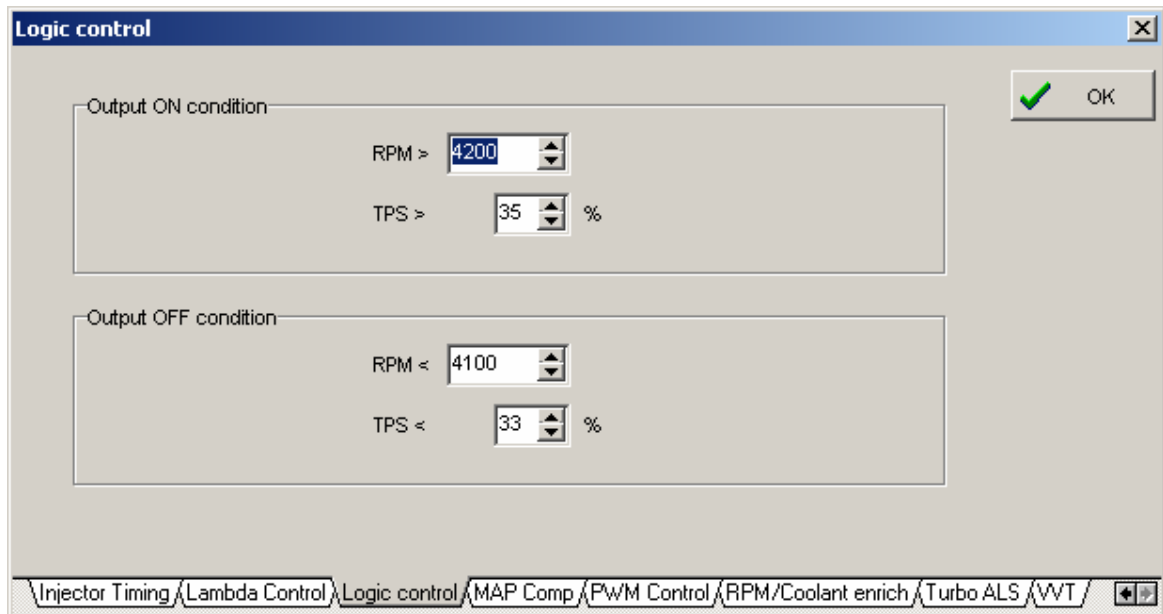 Logic control
OK
Output ON condition
RPM > 4200
TPS > 35 %
Output OFF condition
RPM < 4100
TPS < 33 %
Injector Timing Lambda Control Logic control MAP Comp PWM Control RPM/Coolant enrich Turbo ALS VVT